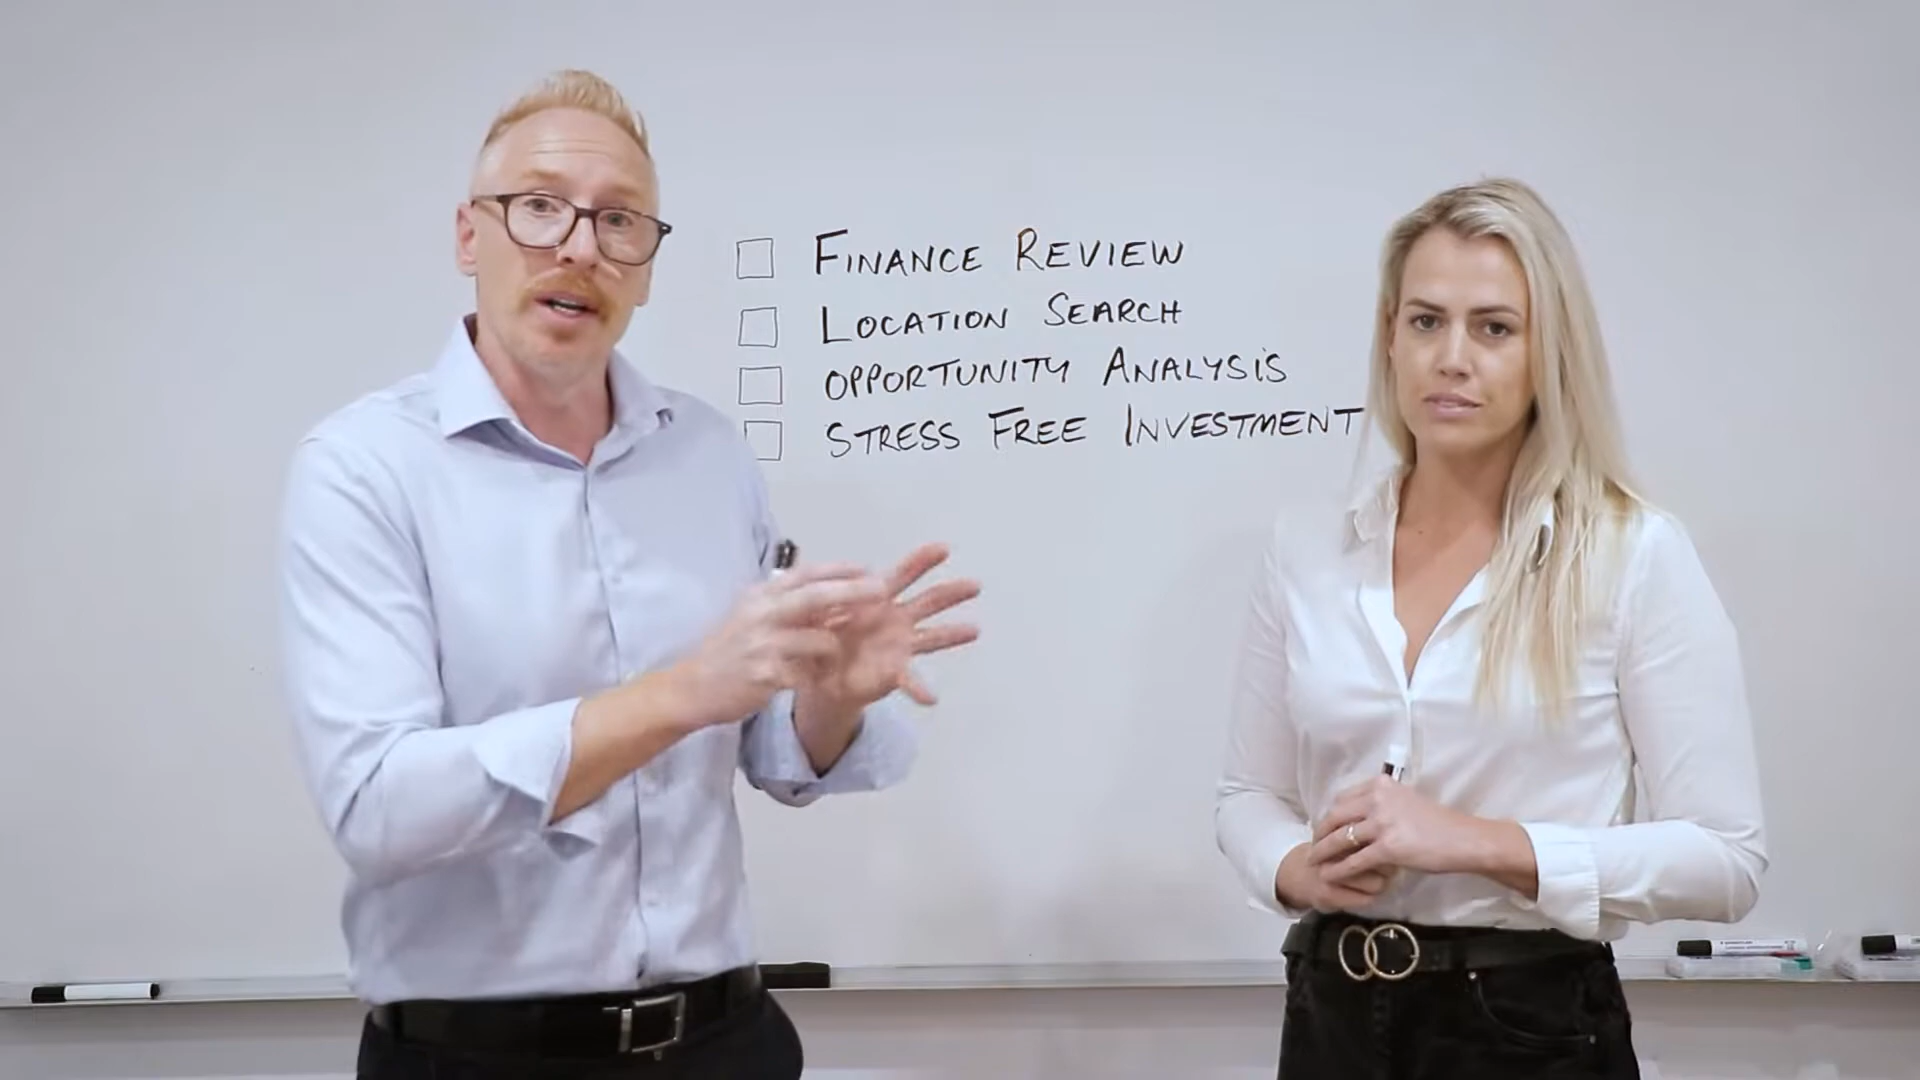 FINANCE REVIEW
LOCATION SEARCH
OPPORTUNITY ANALYSIS
STRESS FREE INVESTMENT